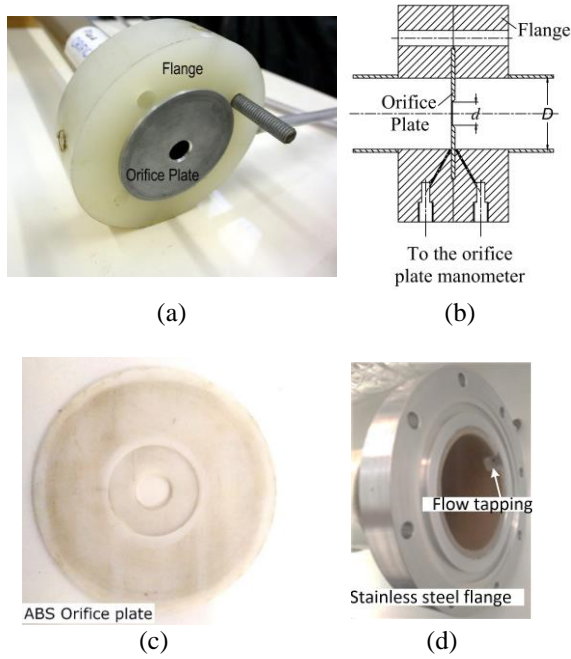 Flange
Orifice Plate
(a)
Flange
Orifice
Plate
d
D
To the orifice
plate manometer
(b)
ABS Orifice plate
(c)
Flow tapping
Stainless steel flange
(d)